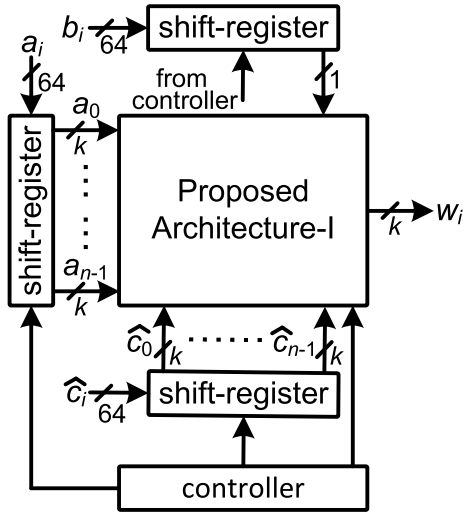 b_i 64 shift-register
a_i 64
from
controller
1
shift-register
a_0 k
a_{n-1} k
Proposed
Architecture-I
k w_i
ĉ_0 k ĉ_{n-1} k
ĉ_i 64 shift-register
controller